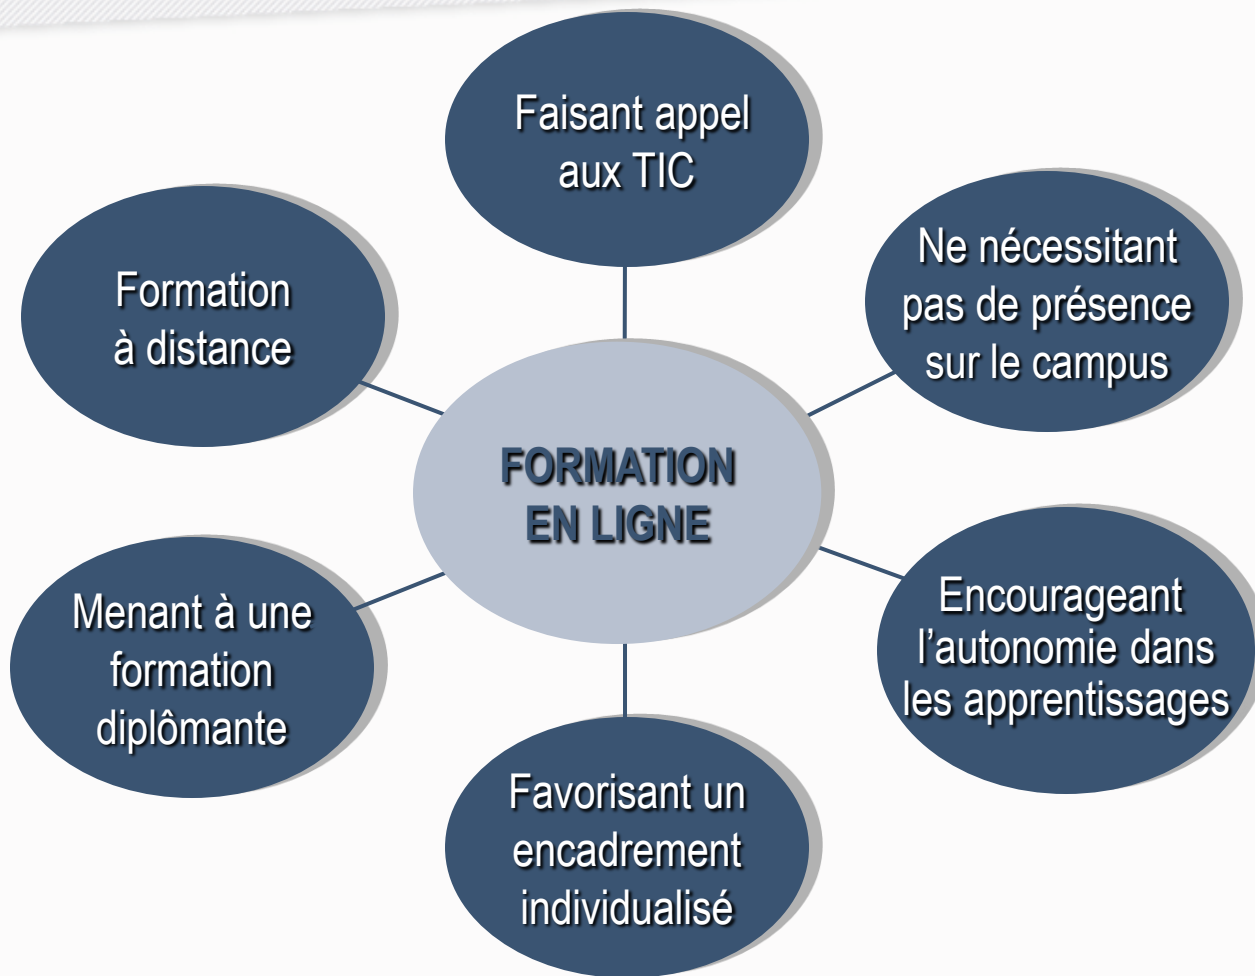 Faisant appel
aux TIC
Ne nécessitant
pas de présence
sur le campus
Formation
à distance
FORMATION
EN LIGNE
Encourageant
l’autonomie dans
les apprentissages
Menant à une
formation
diplômante
Favorisant un
encadrement
individualisé